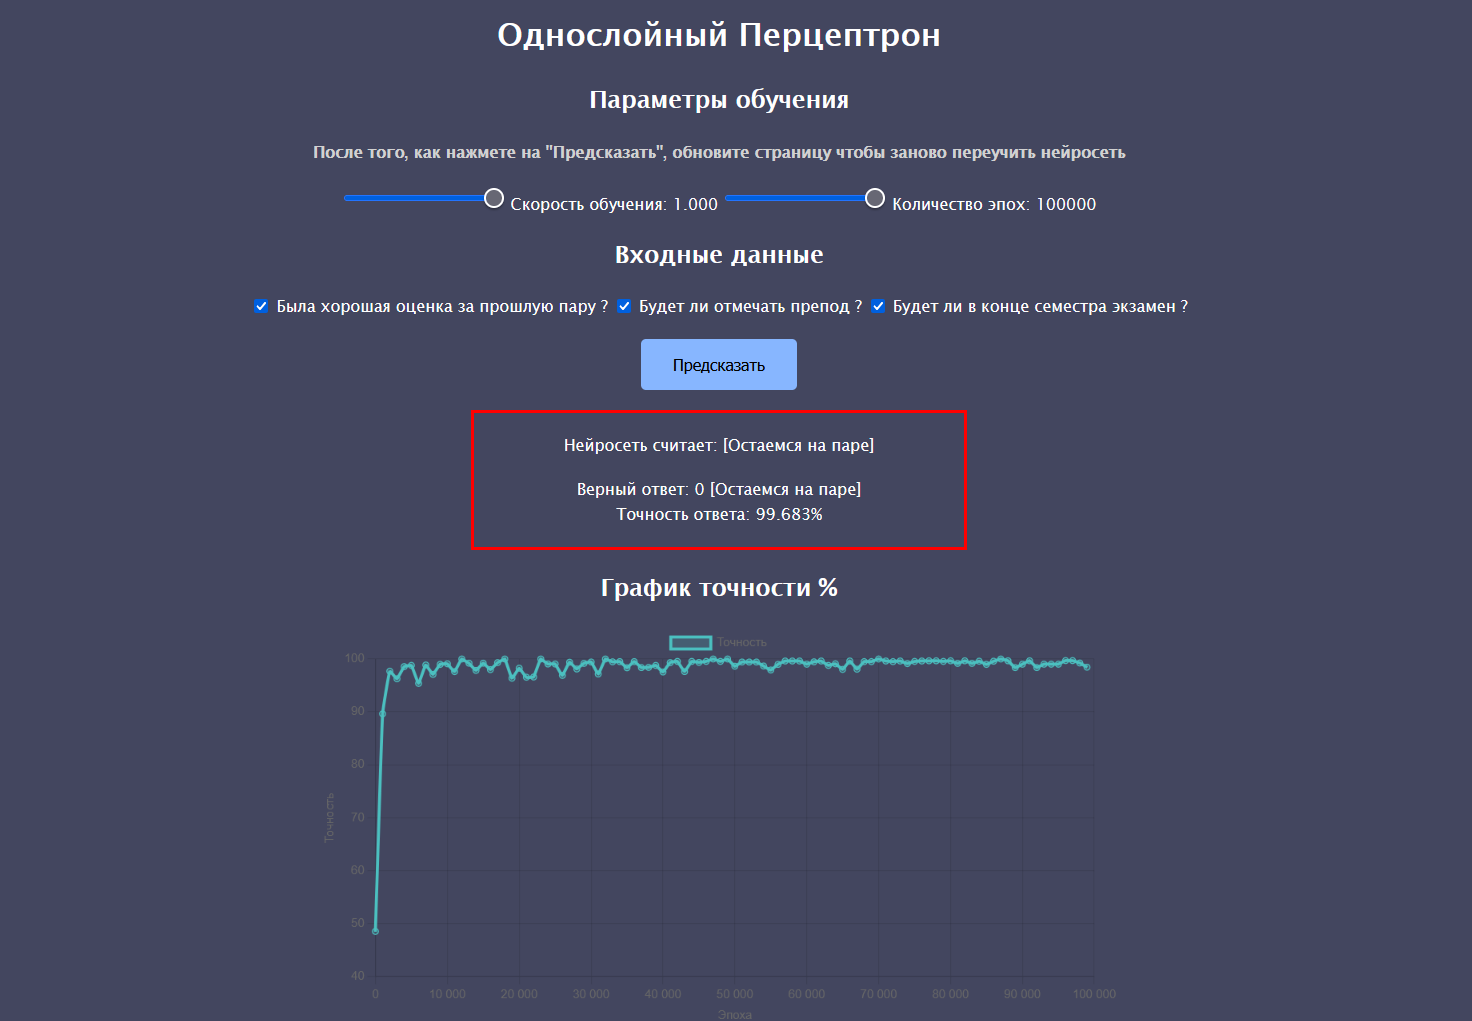 Однослойный Перцептрон
Параметры обучения
После того, как нажмете на "Предсказать", обновите страницу чтобы заново переучить нейросеть
Скорость обучения: 1.000 Количество эпох: 100000
Входные данные
Была хорошая оценка за прошлую пару ? Будет ли отмечать препод ? Будет ли в конце семестра экзамен ?
Предсказать
Нейросеть считает: [Остаемся на паре]
Верный ответ: 0 [Остаемся на паре]
Точность ответа: 99.683%
График точности %
Точность
100
90
80
70
60
50
40
Точность
0 10 000 20 000 30 000 40 000 50 000 60 000 70 000 80 000 90 000 100 000
Эпоха